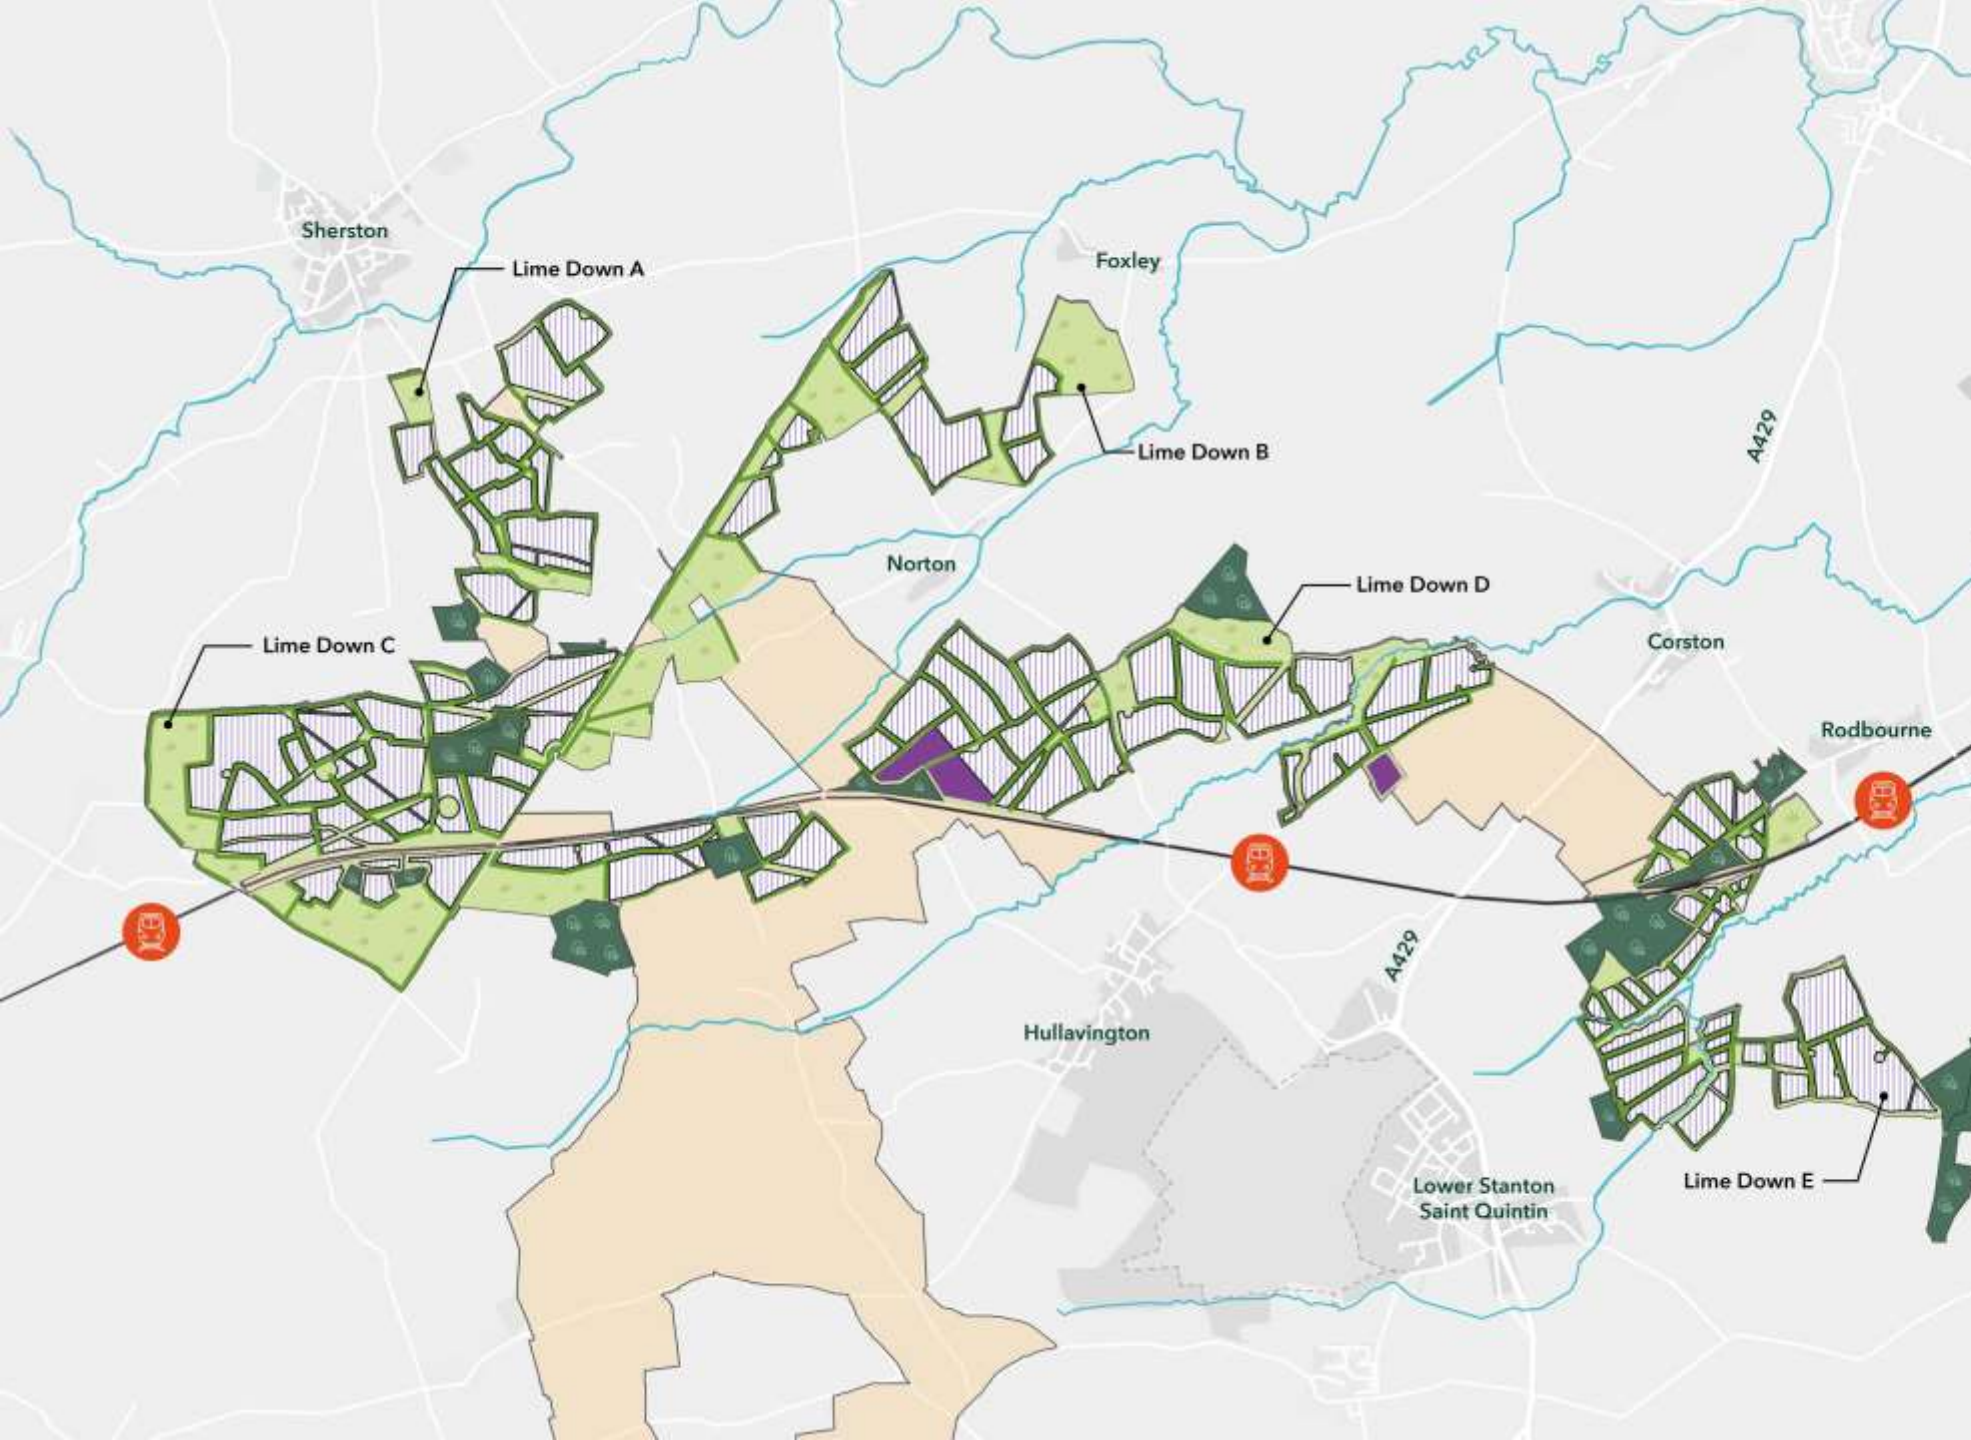 Sherston
Lime Down A
Foxley
A429
Lime Down B
Norton
Lime Down D
Lime Down C
Corston
Rodbourne
A429
Hullavington
Lime Down E
Lower Stanton
Saint Quintin